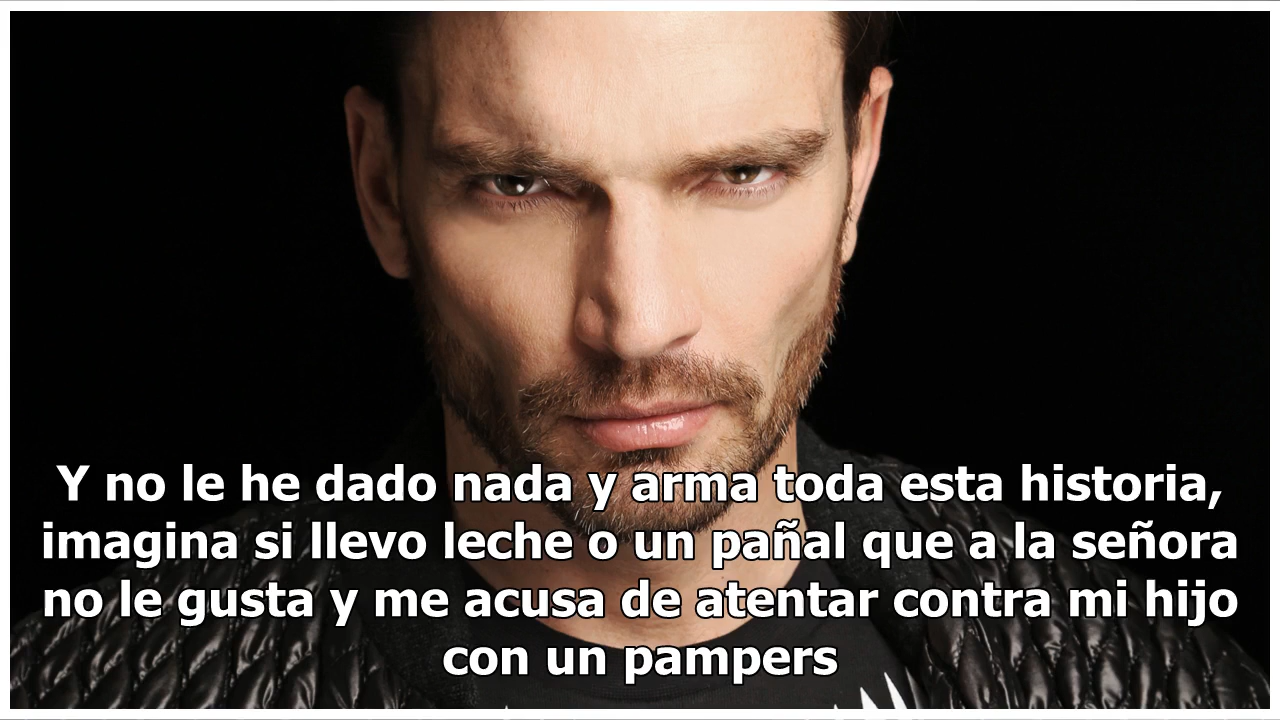 Y no le he dado nada y arma toda esta historia,
imagina si llevo leche o un pañal que a la señora
no le gusta y me acusa de atentar contra mi hijo
con un pampers